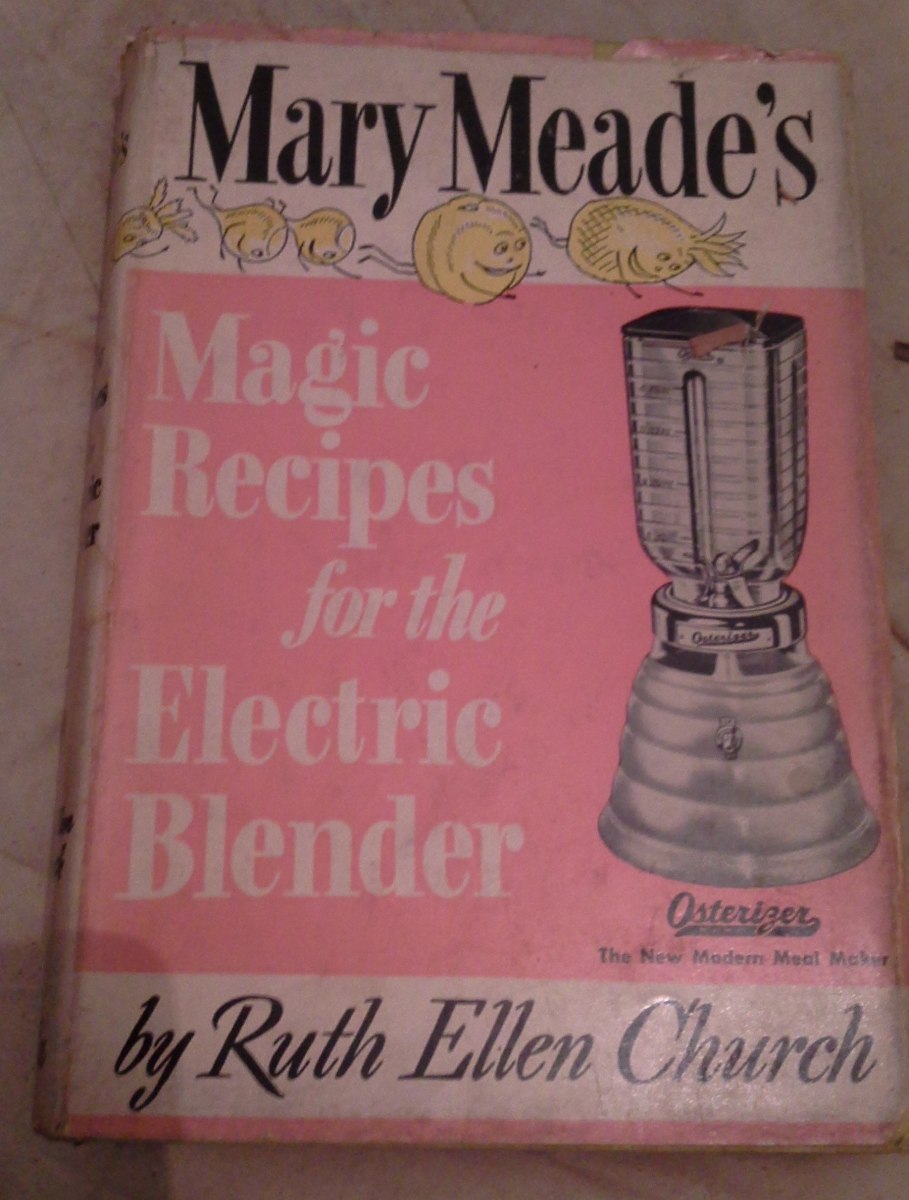 Mary Meade's
Magic
Recipes
for the
Electric
Blender
Osterizer
Osterizer
The New Modern Meal Maker
by Ruth Ellen Church